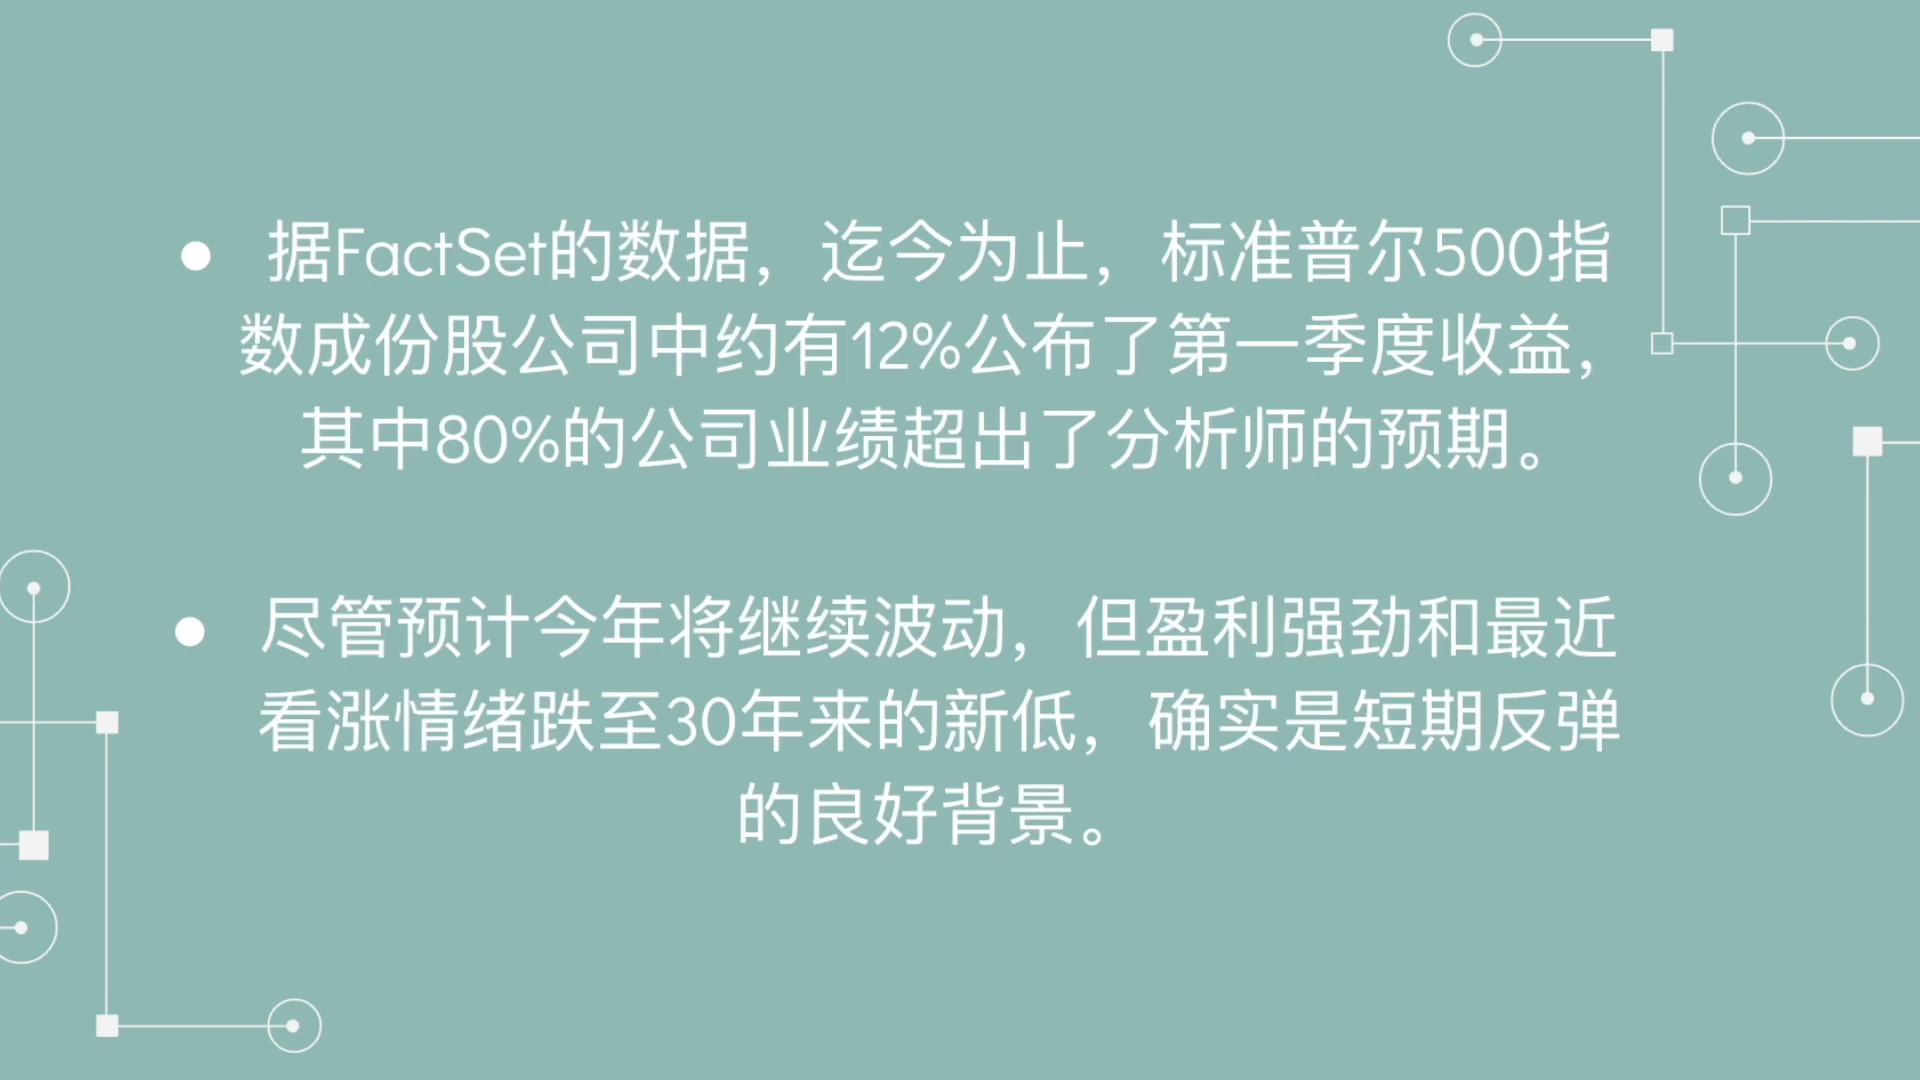 ● 据FactSet的数据，迄今为止，标准普尔500指
数成份股公司中约有12%公布了第一季度收益，
其中80%的公司业绩超出了分析师的预期。
● 尽管预计今年将继续波动，但盈利强劲和最近
看涨情绪跌至30年来的新低，确实是短期反弹
的良好背景。